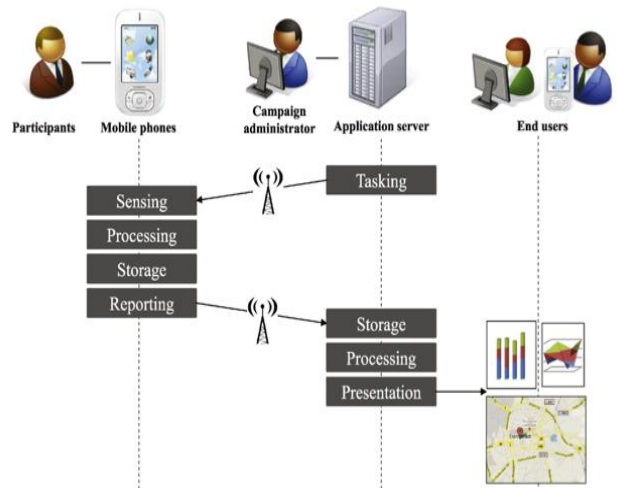 Participants
Mobile phones
Campaign
administrator
Application server
End users
Tasking
Sensing
Processing
Storage
Reporting
Storage
Processing
Presentation